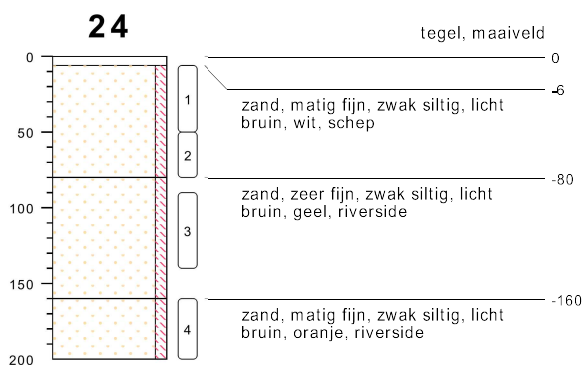 24
tegel, maaiveld
0
0
-6
1
zand, matig fijn, zwak siltig, licht
bruin, wit, schep
50
2
-80
zand, zeer fijn, zwak siltig, licht
bruin, geel, riverside
100
3
150
-160
zand, matig fijn, zwak siltig, licht
bruin, oranje, riverside
4
200